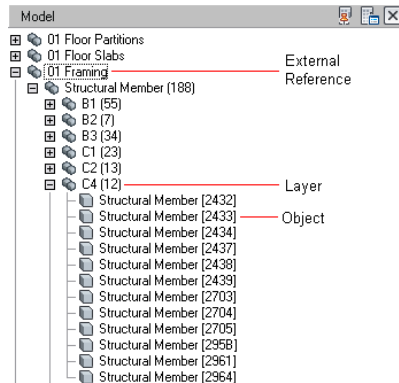 Model
01 Floor Partitions
01 Floor Slabs
01 Framing
External
Reference
Structural Member (188)
B1 (55)
B2 (7)
B3 (34)
C1 (23)
C2 (13)
C4 (12)
Layer
Structural Member [2432]
Structural Member [2433]
Object
Structural Member [2434]
Structural Member [2437]
Structural Member [2438]
Structural Member [2439]
Structural Member [2703]
Structural Member [2704]
Structural Member [2705]
Structural Member [295B]
Structural Member [2961]
Structural Member [2964]